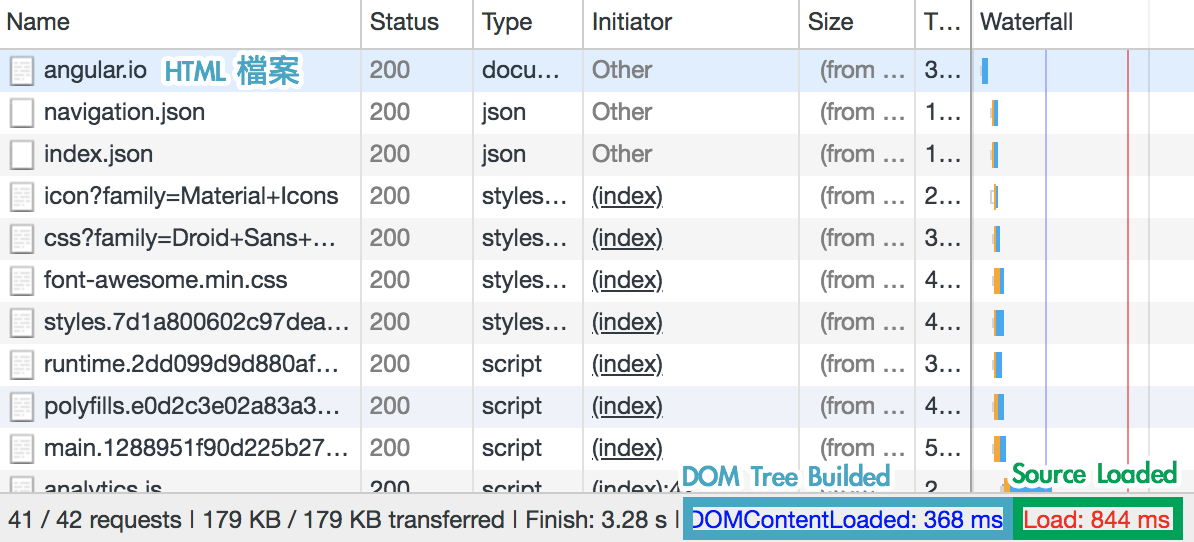 Name Status Type Initiator Size T... Waterfall
angular.io HTML 檔案 200 docu... Other (from ... 3...
navigation.json 200 json Other (from ... 1...
index.json 200 json Other (from ... 1...
icon?family=Material+Icons 200 styles... (index) (from ... 2...
css?family=Droid+Sans+... 200 styles... (index) (from ... 3...
font-awesome.min.css 200 styles... (index) (from ... 4...
styles.7d1a800602c97dea... 200 styles... (index) (from ... 4...
runtime.2dd099d9d880af... 200 script (index) (from ... 3...
polyfills.e0d2c3e02a83a3... 200 script (index) (from ... 4...
main.1288951f90d225b27... 200 script (index) (from ... 5...
DOM Tree Builded Source Loaded
analytics.js 200 script (index):4 2
41 / 42 requests | 179 KB / 179 KB transferred | Finish: 3.28 s | DOMContentLoaded: 368 ms Load: 844 ms